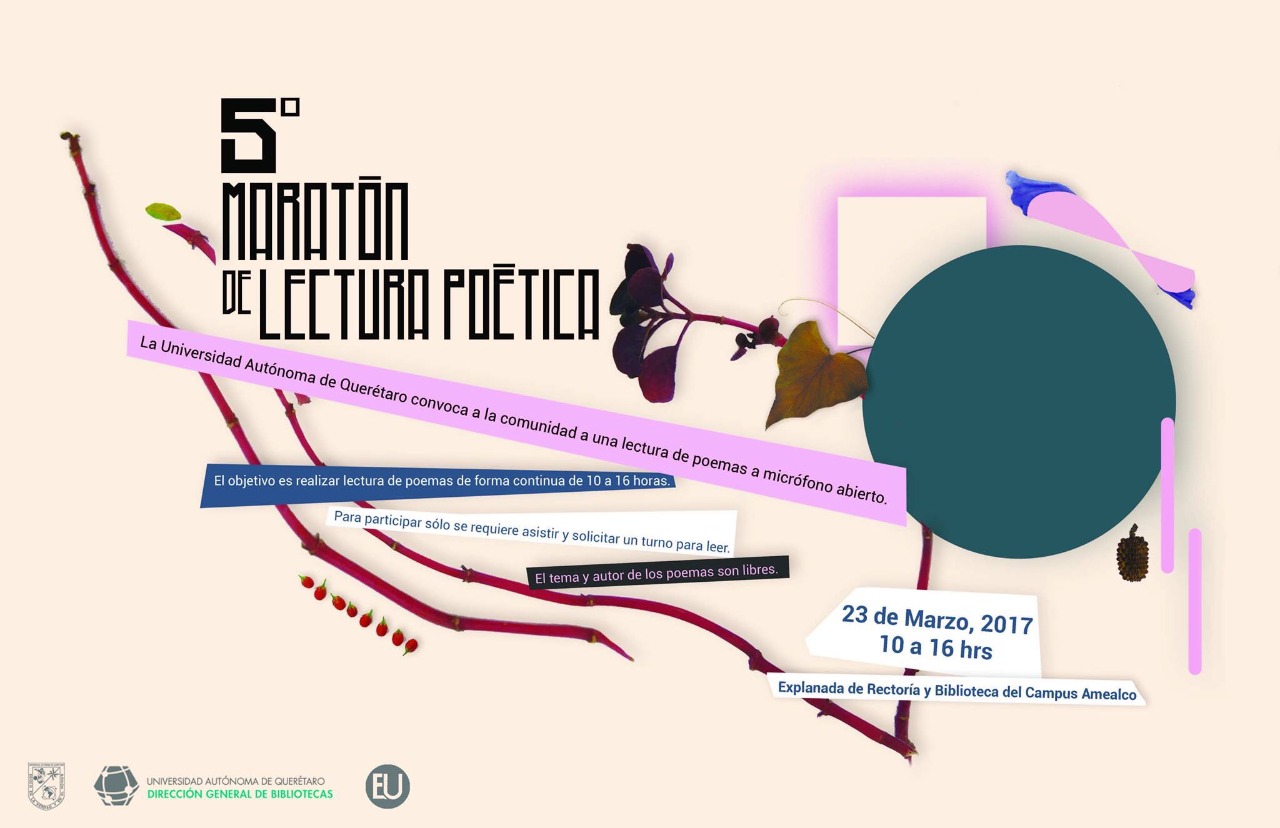 5°
MARATÓN
DE LECTURA POÉTICA
La Universidad Autónoma de Querétaro convoca a la comunidad a una lectura de poemas a micrófono abierto.
El objetivo es realizar lectura de poemas de forma continua de 10 a 16 horas.
Para participar sólo se requiere asistir y solicitar un turno para leer.
El tema y autor de los poemas son libres.
23 de Marzo, 2017
10 a 16 hrs
Explanada de Rectoría y Biblioteca del Campus Amealco
UNIVERSIDAD AUTÓNOMA DE QUERÉTARO
DIRECCIÓN GENERAL DE BIBLIOTECAS
EU